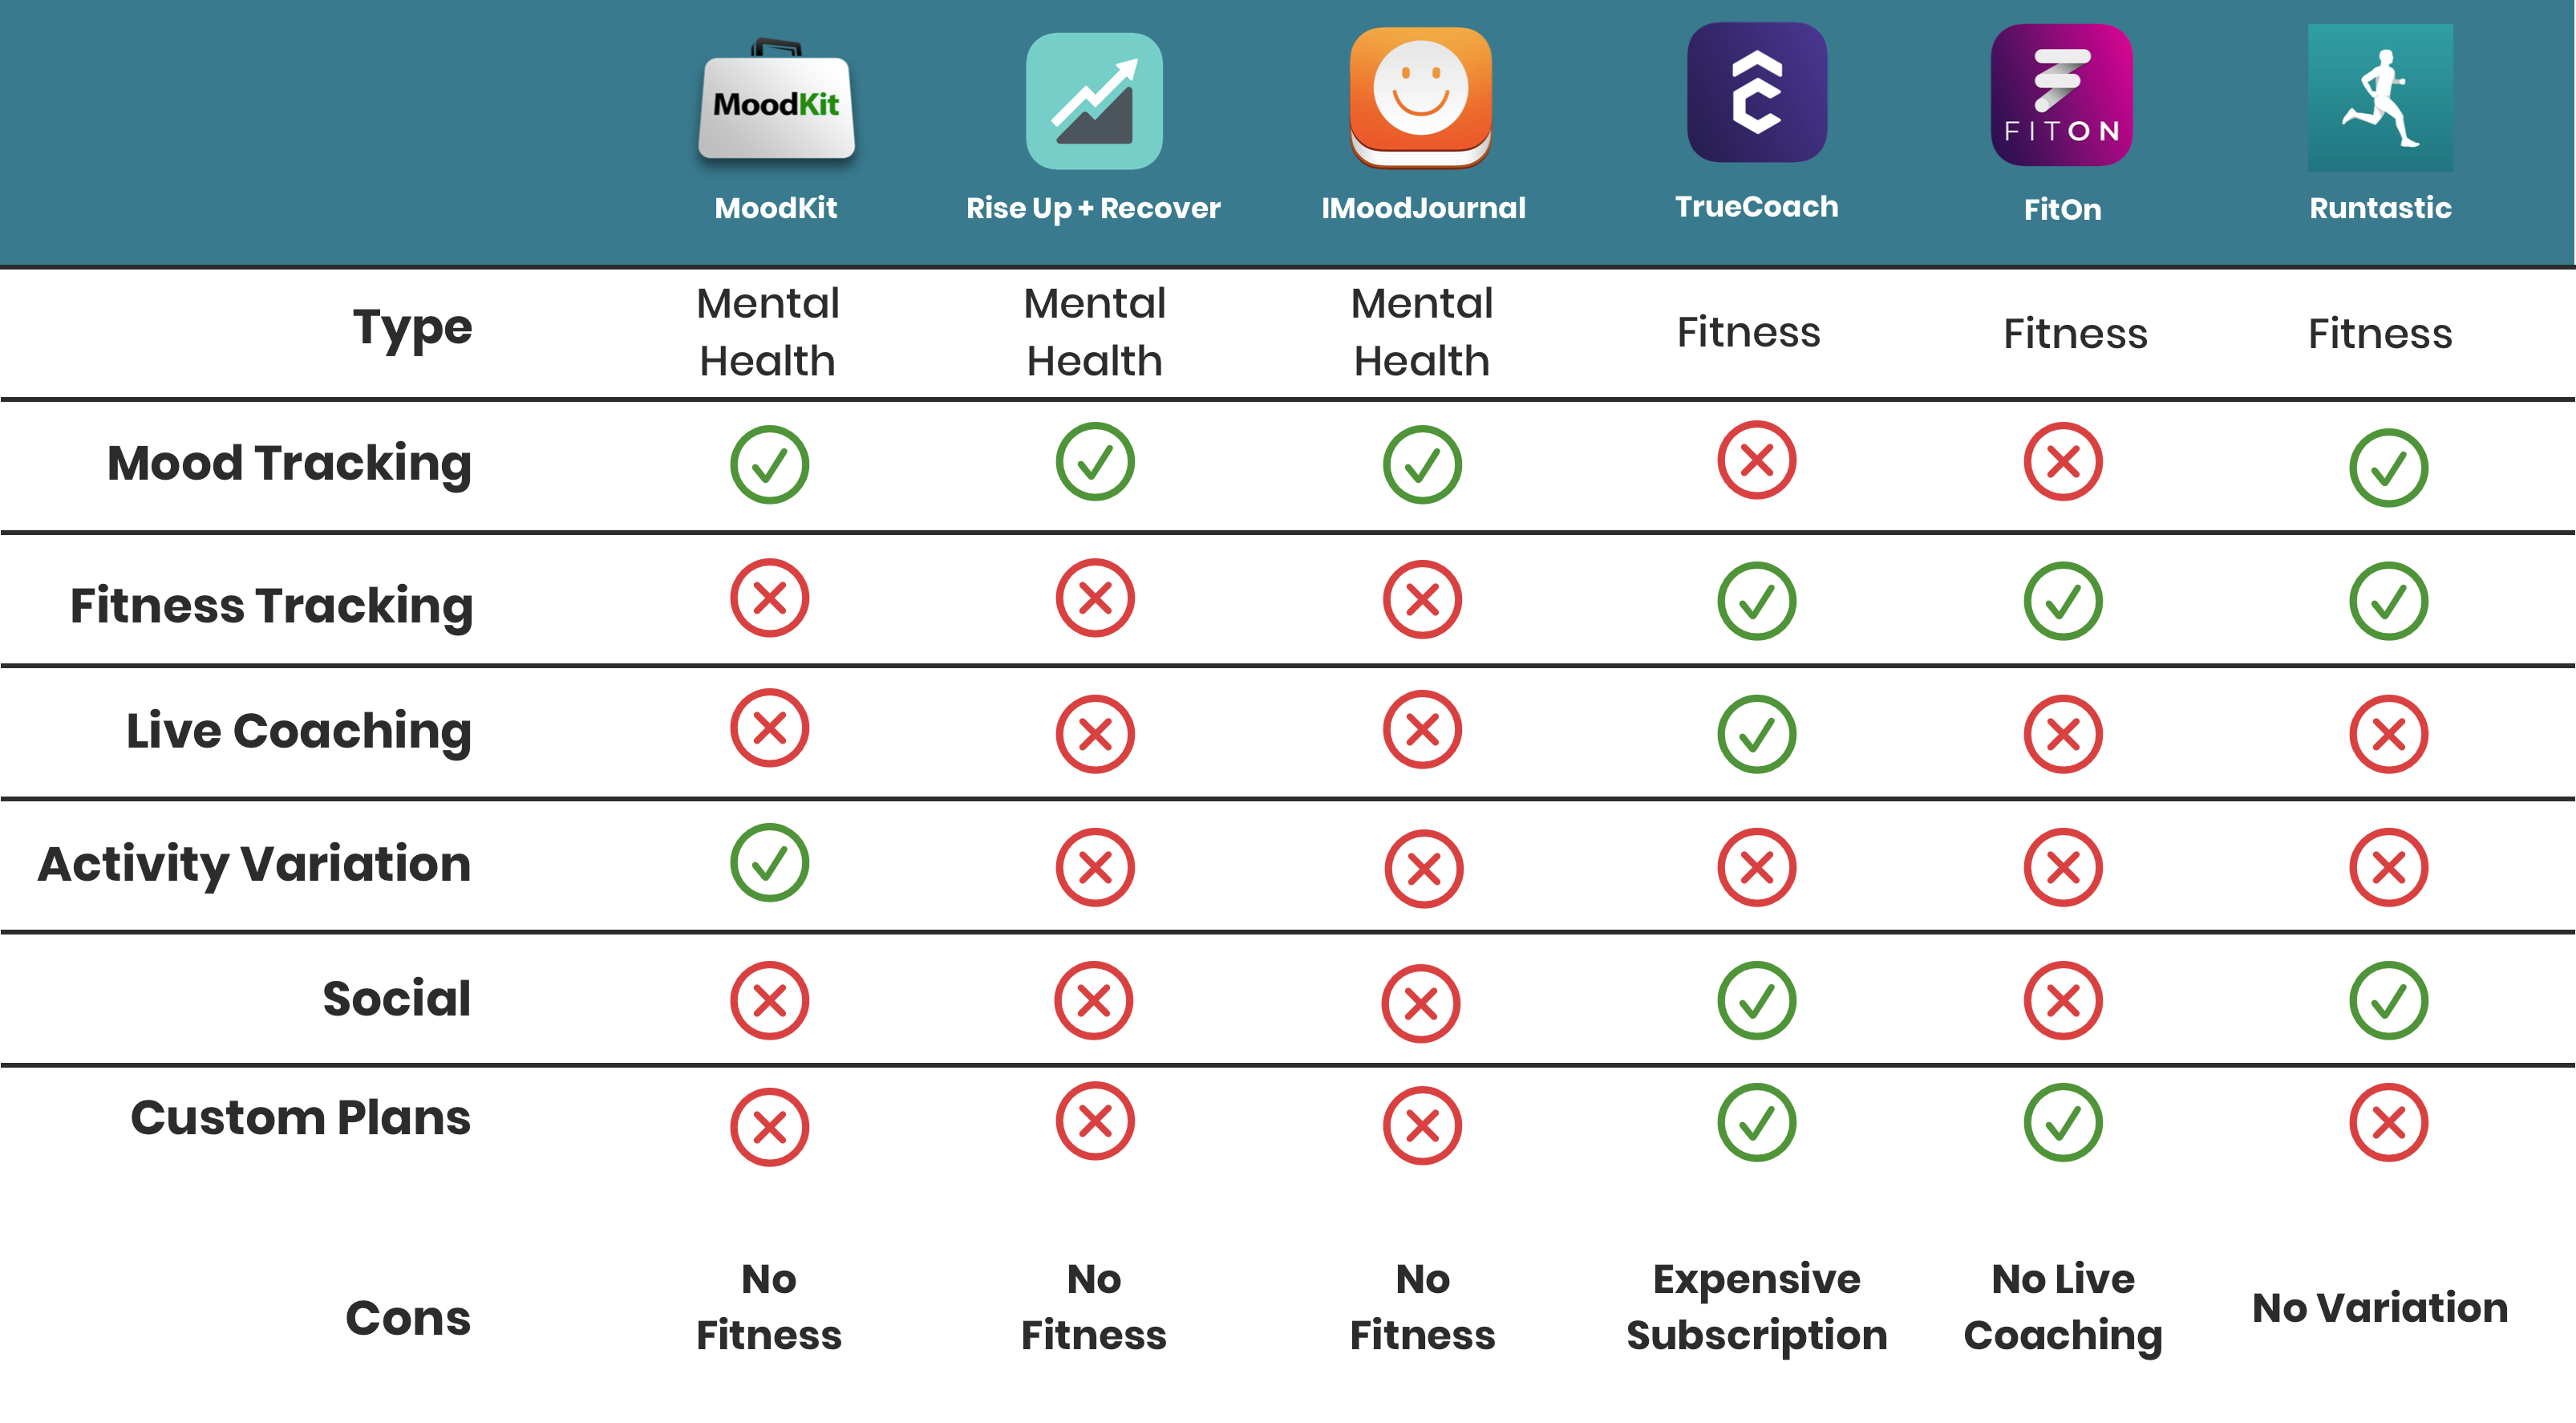 MoodKit
FITON
MoodKit
Rise Up + Recover
IMoodJournal
TrueCoach
FitOn
Runtastic
Type
Mental
Health
Mental
Health
Mental
Health
Fitness
Fitness
Fitness
Mood Tracking
Fitness Tracking
Live Coaching
Activity Variation
Social
Custom Plans
Cons
No
Fitness
No
Fitness
No
Fitness
Expensive
Subscription
No Live
Coaching
No Variation